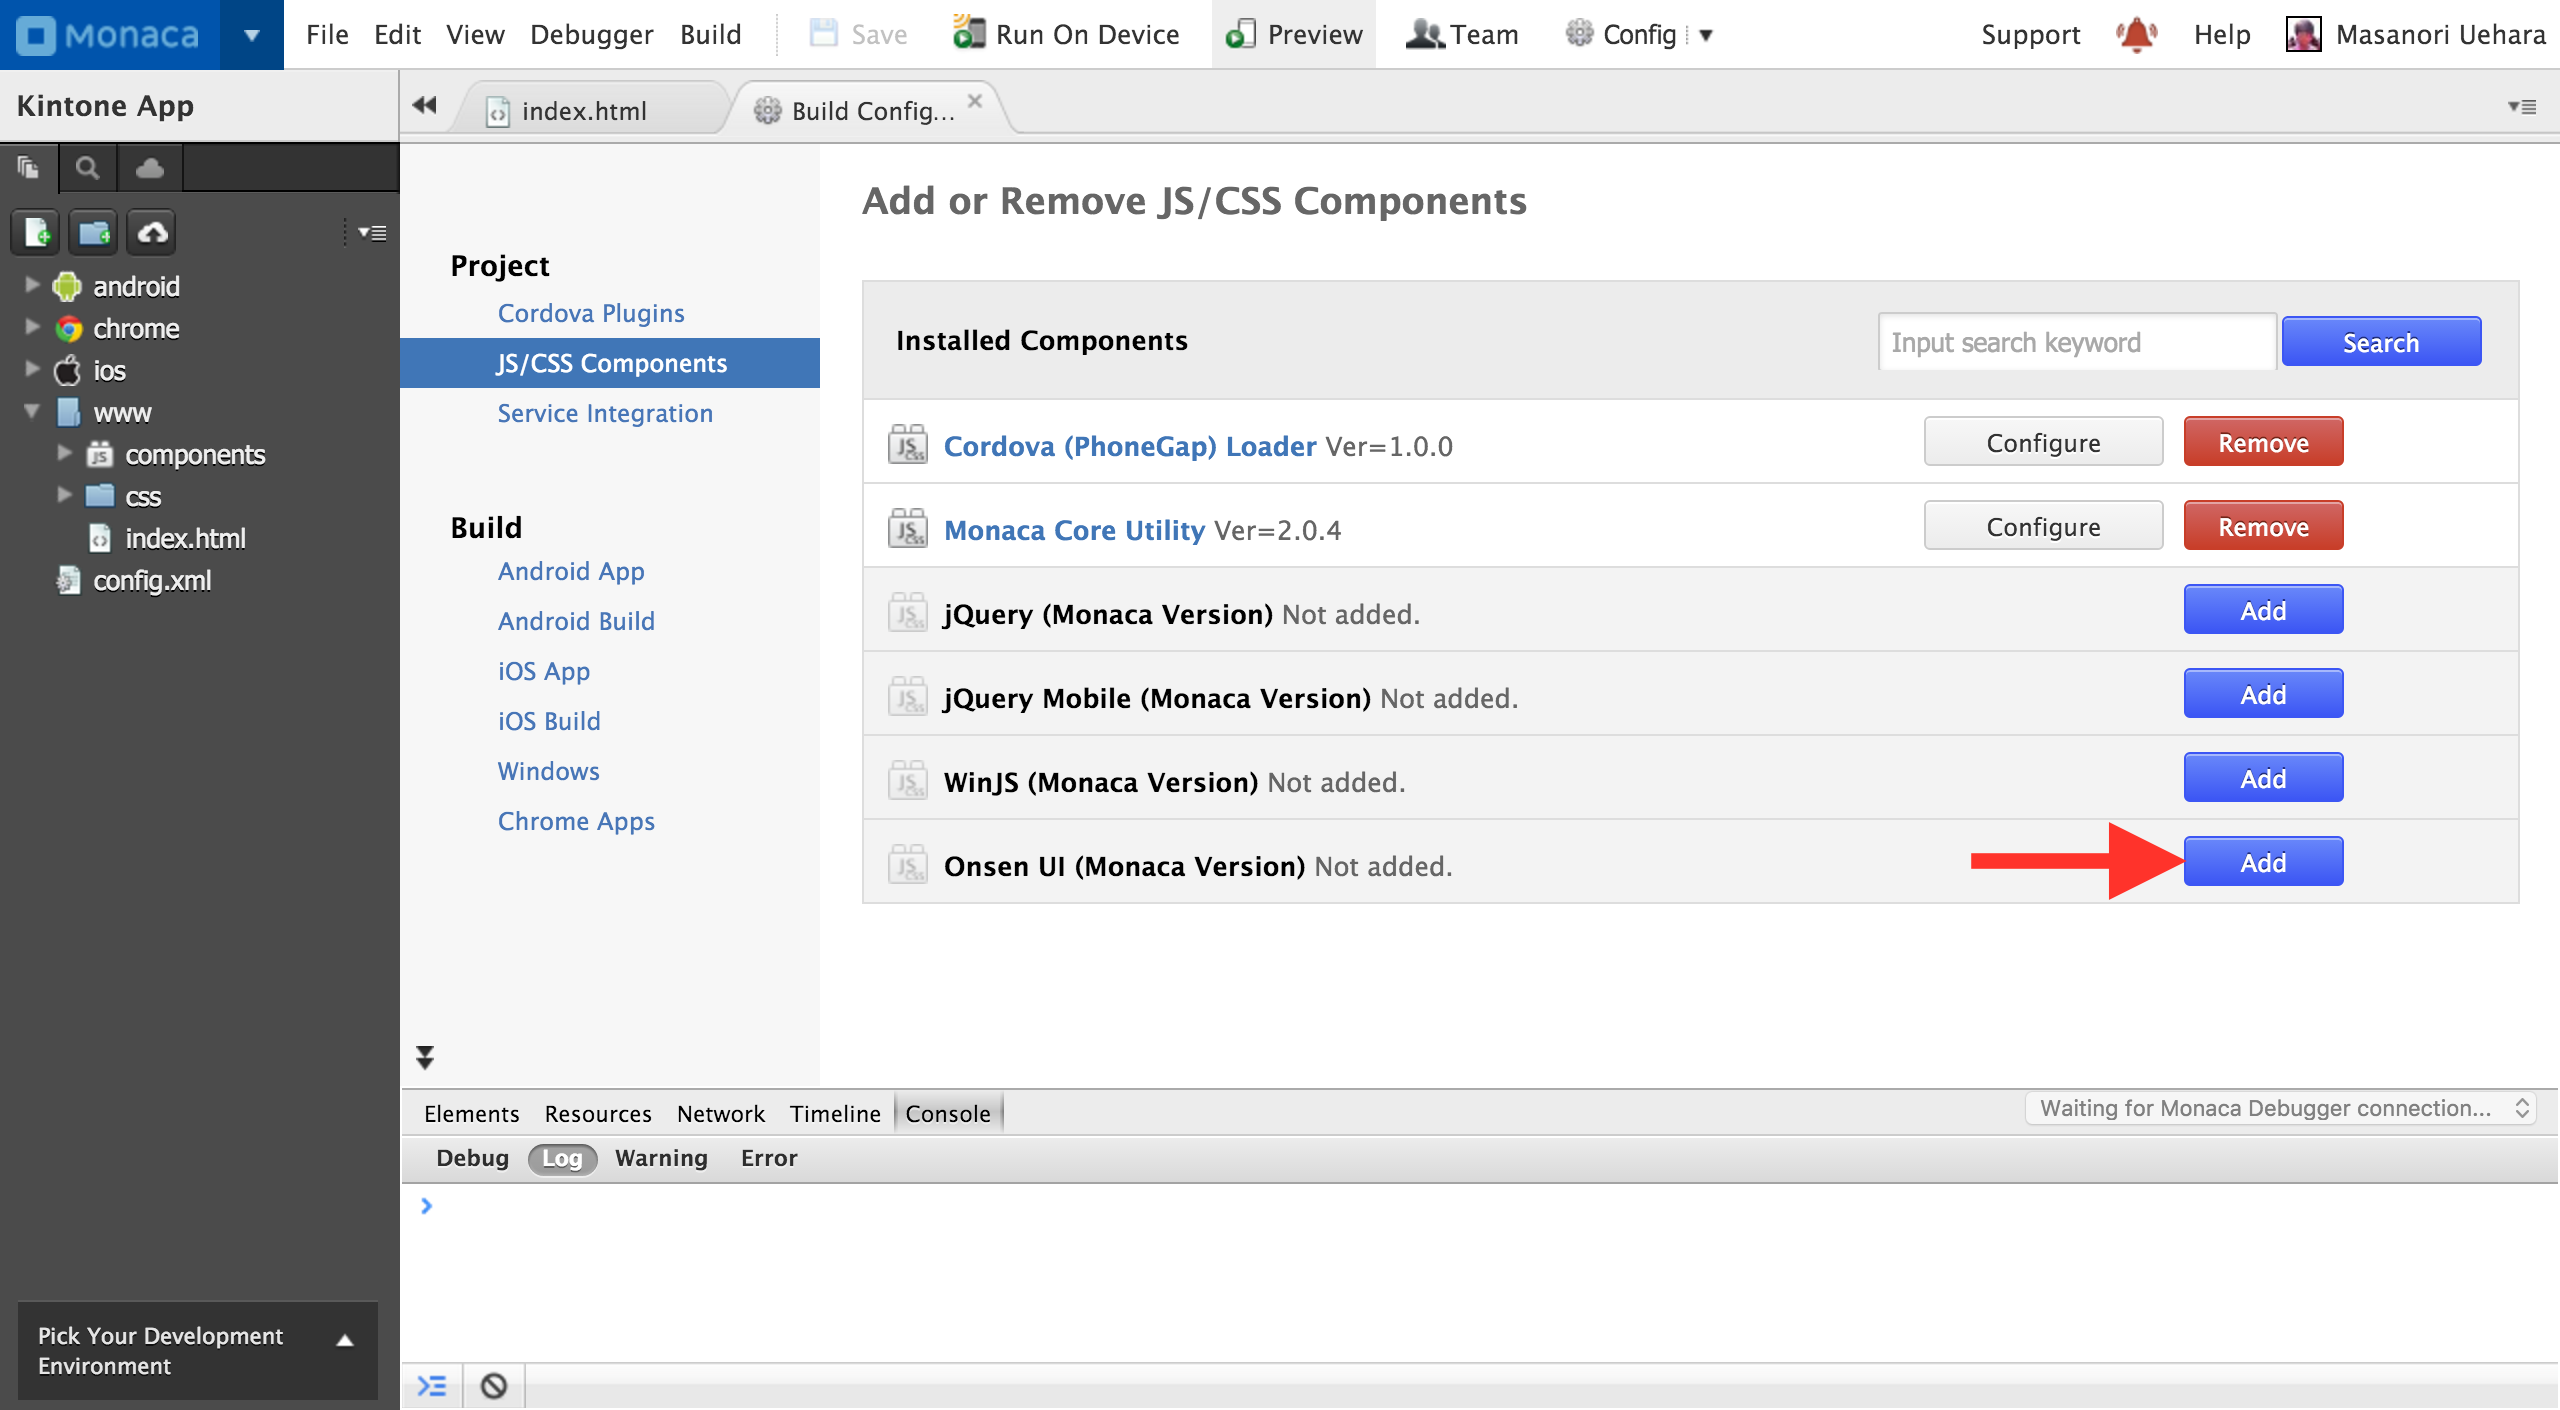 Monaca File Edit View Debugger Build Save Run On Device Preview Team Config Support Help Masanori Uehara
Kintone App
index.html Build Config...
Add or Remove JS/CSS Components
android
chrome
ios
www
components
css
index.html
config.xml
Project
Cordova Plugins
JS/CSS Components
Service Integration
Build
Android App
Android Build
iOS App
iOS Build
Windows
Chrome Apps
Installed Components Input search keyword Search
JS Cordova (PhoneGap) Loader Ver=1.0.0 Configure Remove
JS Monaca Core Utility Ver=2.0.4 Configure Remove
JS jQuery (Monaca Version) Not added. Add
JS jQuery Mobile (Monaca Version) Not added. Add
JS WinJS (Monaca Version) Not added. Add
JS Onsen UI (Monaca Version) Not added. Add
Elements Resources Network Timeline Console Waiting for Monaca Debugger connection...
Debug Log Warning Error
Pick Your Development
Environment